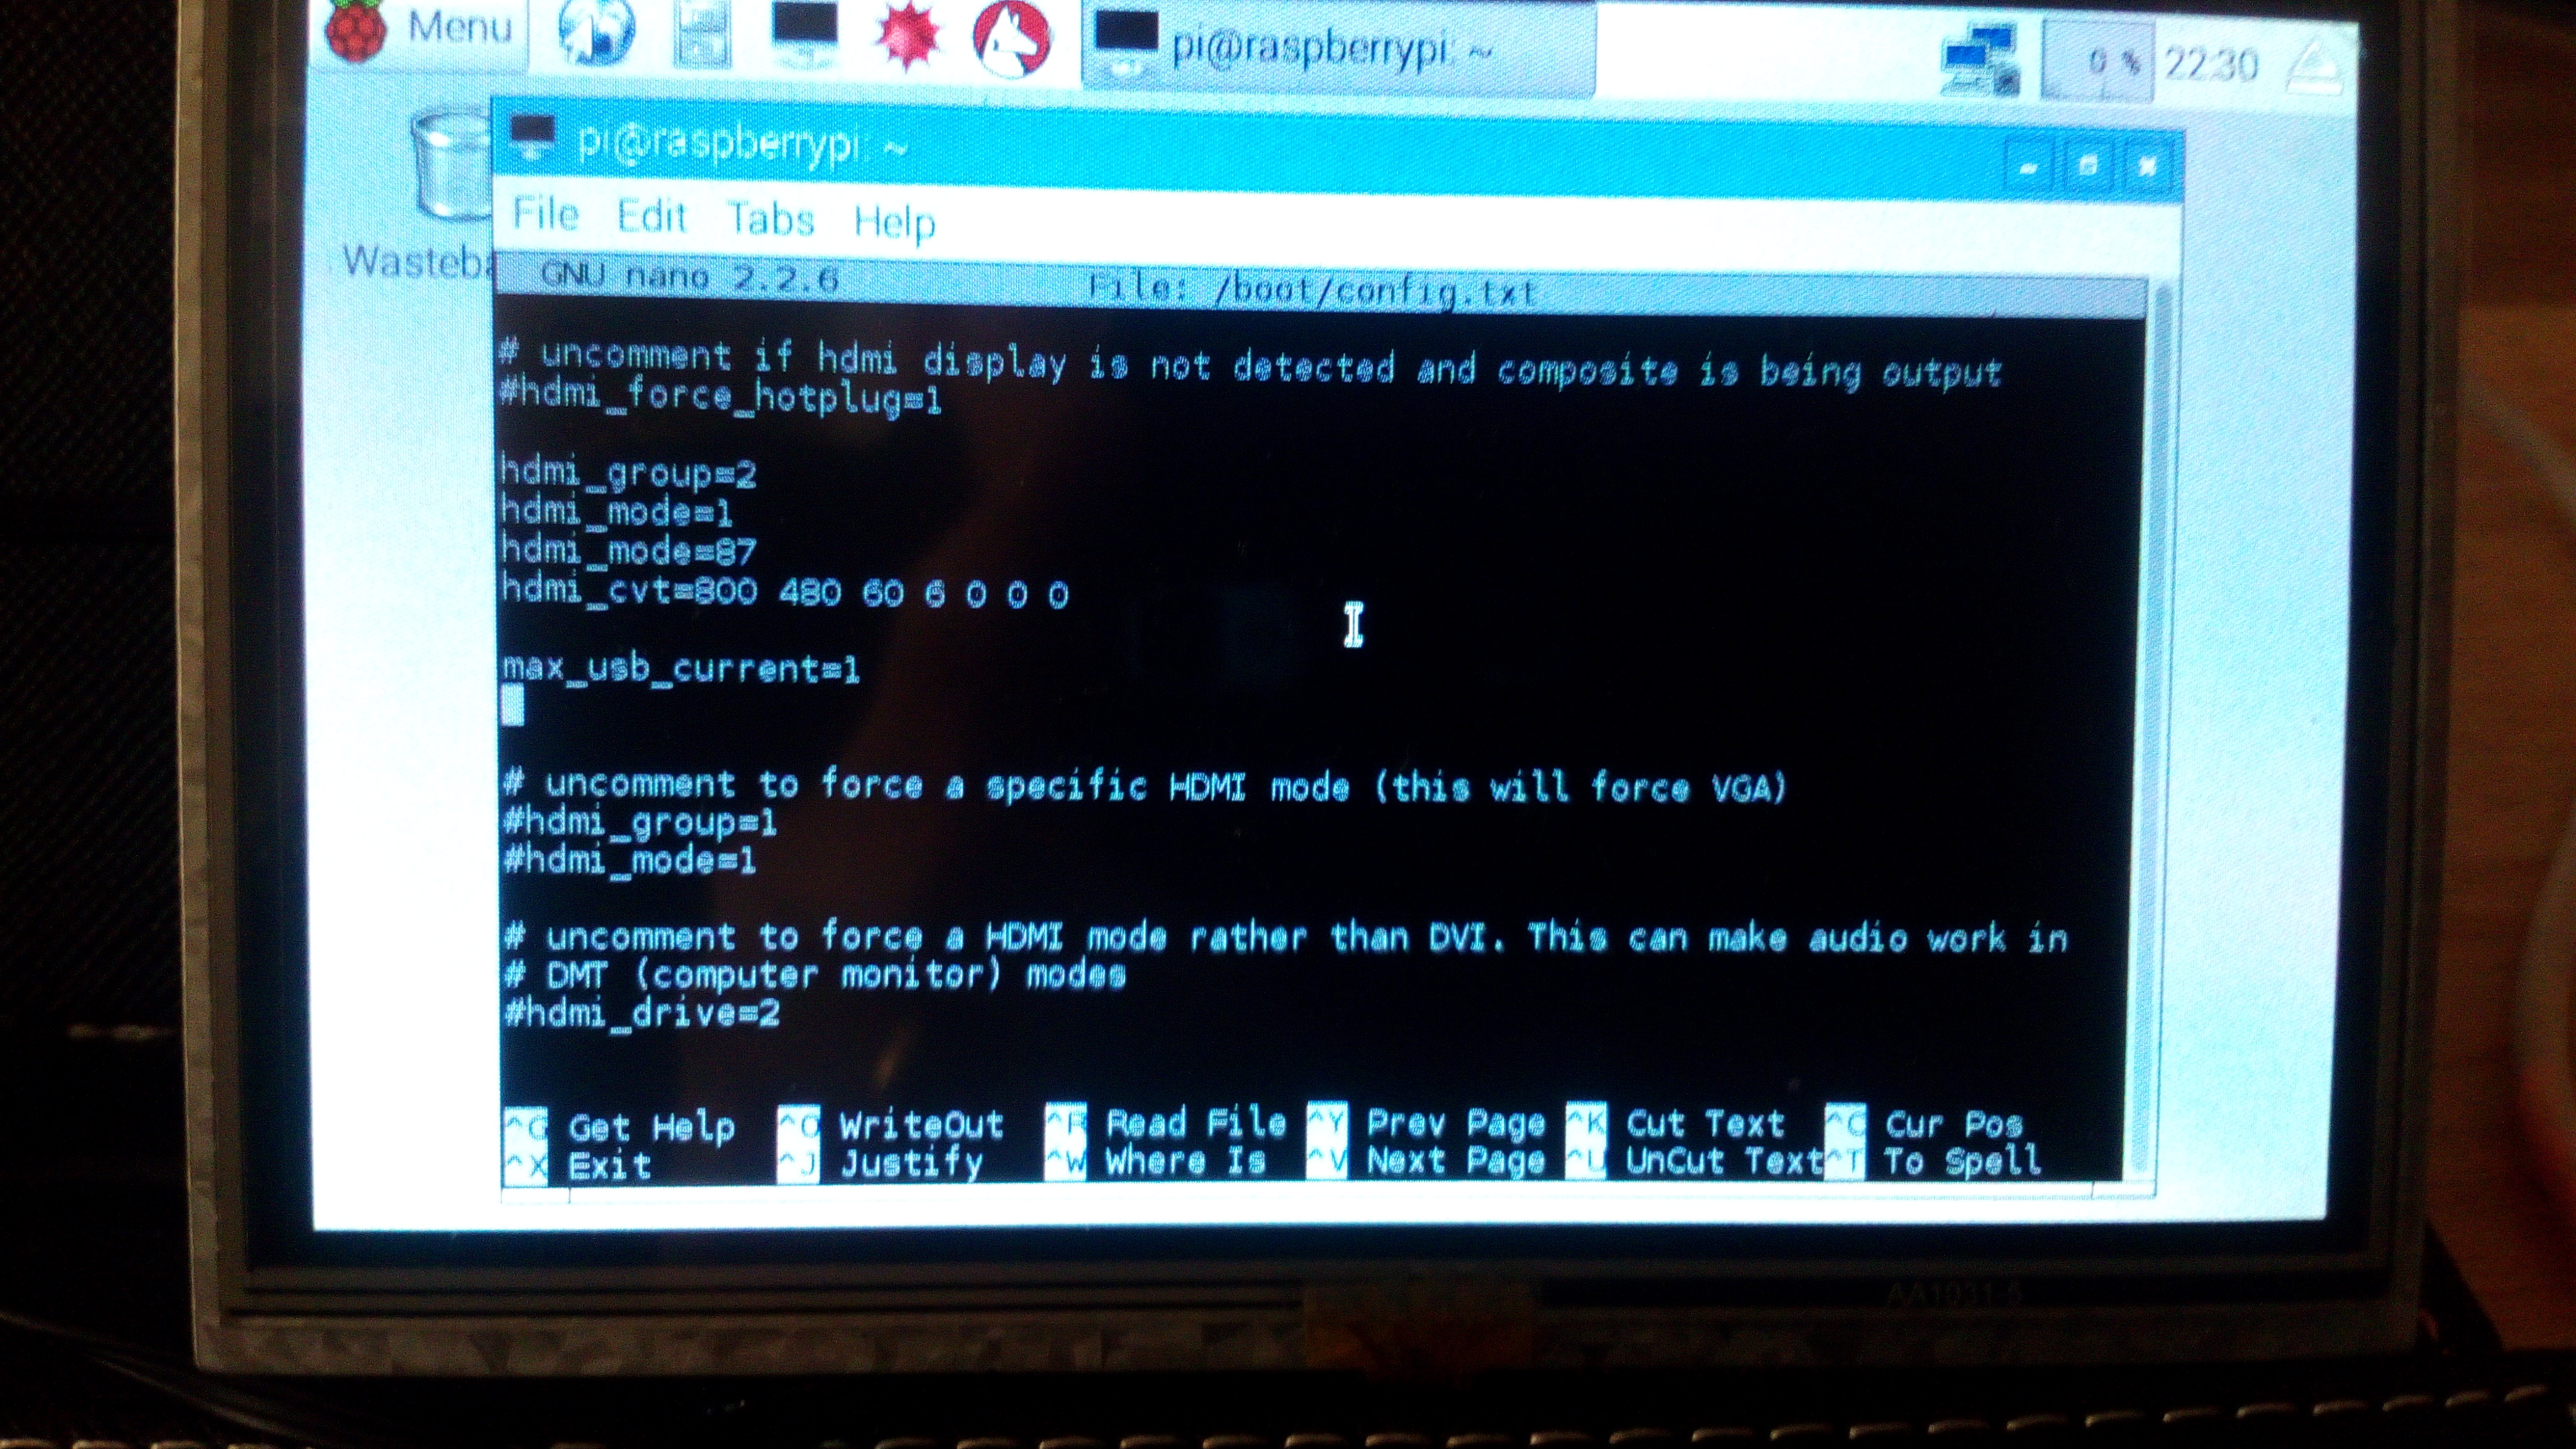 Menu pi@raspberrypi: ~ 0 % 22:30
pi@raspberrypi: ~
File Edit Tabs Help
Wasteba
GNU nano 2.2.6 File: /boot/config.txt
# uncomment if hdmi display is not detected and composite is being output
#hdmi_force_hotplug=1
hdmi_group=2
hdmi_mode=1
hdmi_mode=87
hdmi_cvt=800 480 60 6 0 0 0
max_usb_current=1
# uncomment to force a specific HDMI mode (this will force VGA)
#hdmi_group=1
#hdmi_mode=1
# uncomment to force a HDMI mode rather than DVI. This can make audio work in
# DMT (computer monitor) modes
#hdmi_drive=2
^G Get Help ^O WriteOut ^R Read File ^Y Prev Page ^K Cut Text ^C Cur Pos
^X Exit ^J Justify ^W Where Is ^V Next Page ^U UnCut Text ^T To Spell